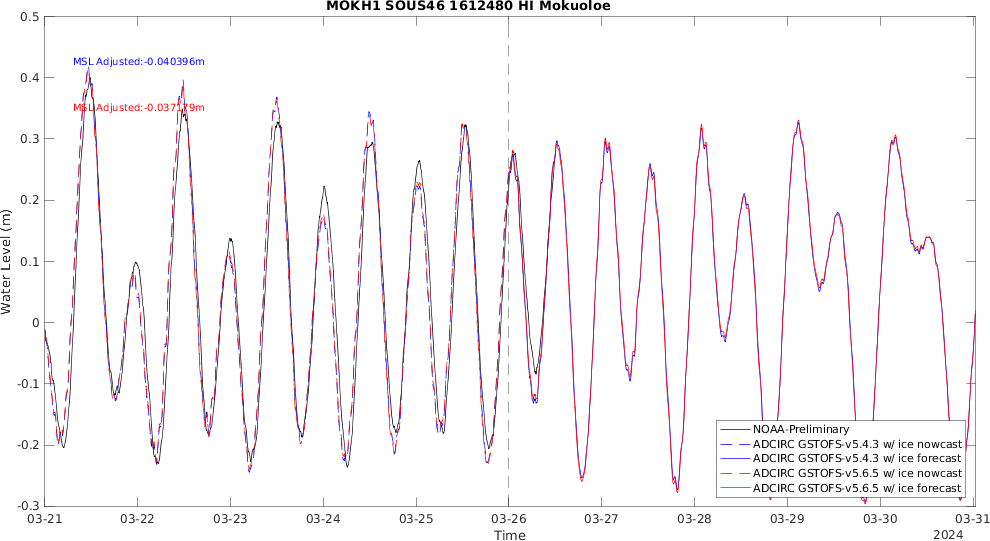 MOKH1 SOUS46 1612480 HI Mokuoloe
0.5
0.4
0.3
0.2
0.1
0
-0.1
-0.2
-0.3
Water Level (m)
MSL Adjusted:-0.040396m
MSL Adjusted:-0.037179m
NOAA-Preliminary
ADCIRC GSTOFS-v5.4.3 w/ ice nowcast
ADCIRC GSTOFS-v5.4.3 w/ ice forecast
ADCIRC GSTOFS-v5.6.5 w/ ice nowcast
ADCIRC GSTOFS-v5.6.5 w/ ice forecast
03-21 03-22 03-23 03-24 03-25 03-26 03-27 03-28 03-29 03-30 03-31
Time
2024